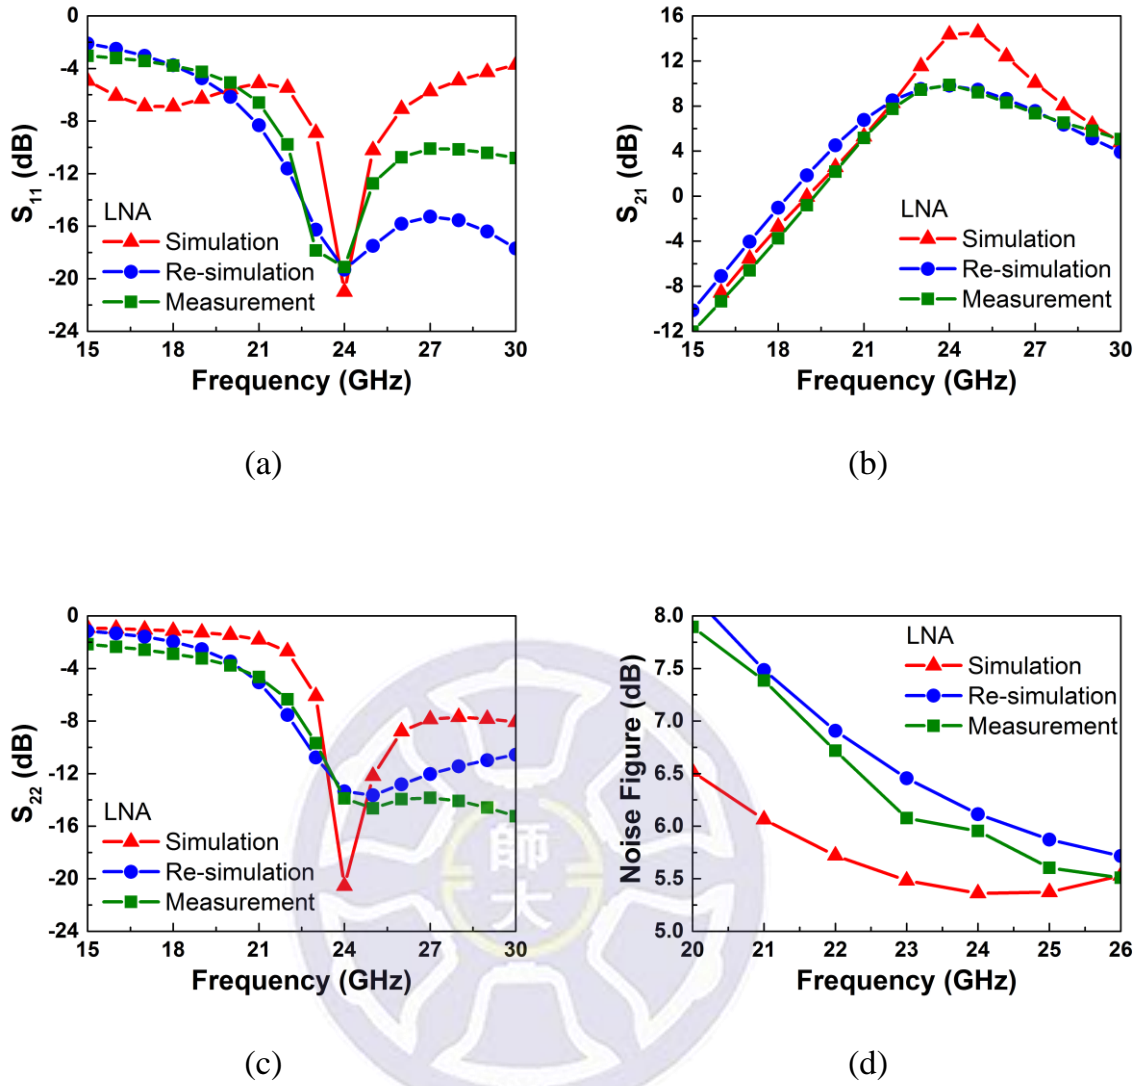 0
-4
-8
-12
-16
-20
-24
S11 (dB)
LNA
Simulation
Re-simulation
Measurement
15 18 21 24 27 30
Frequency (GHz)
(a)
16
12
8
4
0
-4
-8
-12
S21 (dB)
LNA
Simulation
Re-simulation
Measurement
15 18 21 24 27 30
Frequency (GHz)
(b)
0
-4
-8
-12
-16
-20
-24
S22 (dB)
LNA
Simulation
Re-simulation
Measurement
15 18 21 24 27 30
Frequency (GHz)
(c)
8.0
7.5
7.0
6.5
6.0
5.5
5.0
Noise Figure (dB)
LNA
Simulation
Re-simulation
Measurement
20 21 22 23 24 25 26
Frequency (GHz)
(d)
師
大